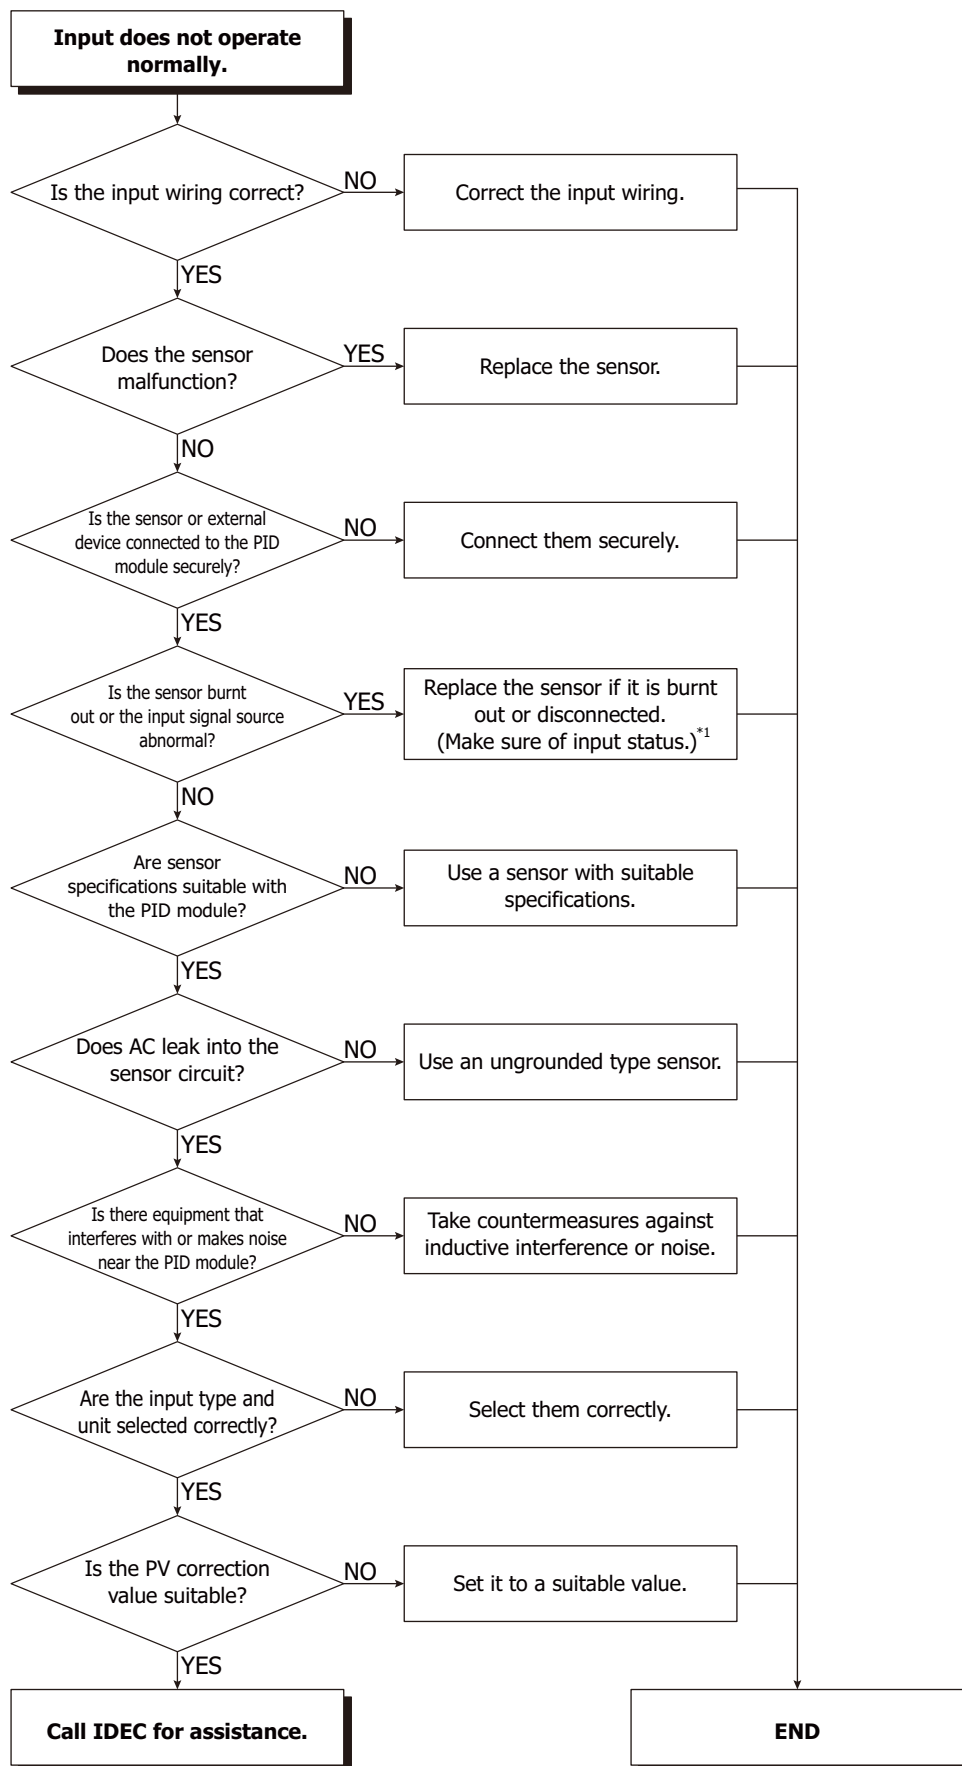 Input does not operate
normally.
Is the input wiring correct?
NO
Correct the input wiring.
YES
Does the sensor
malfunction?
YES
Replace the sensor.
NO
Is the sensor or external
device connected to the PID
module securely?
NO
Connect them securely.
YES
Is the sensor burnt
out or the input signal source
abnormal?
YES
Replace the sensor if it is burnt
out or disconnected.
(Make sure of input status.)*1
NO
Are sensor
specifications suitable with
the PID module?
NO
Use a sensor with suitable
specifications.
YES
Does AC leak into the
sensor circuit?
NO
Use an ungrounded type sensor.
YES
Is there equipment that
interferes with or makes noise
near the PID module?
NO
Take countermeasures against
inductive interference or noise.
YES
Are the input type and
unit selected correctly?
NO
Select them correctly.
YES
Is the PV correction
value suitable?
NO
Set it to a suitable value.
YES
Call IDEC for assistance.
END